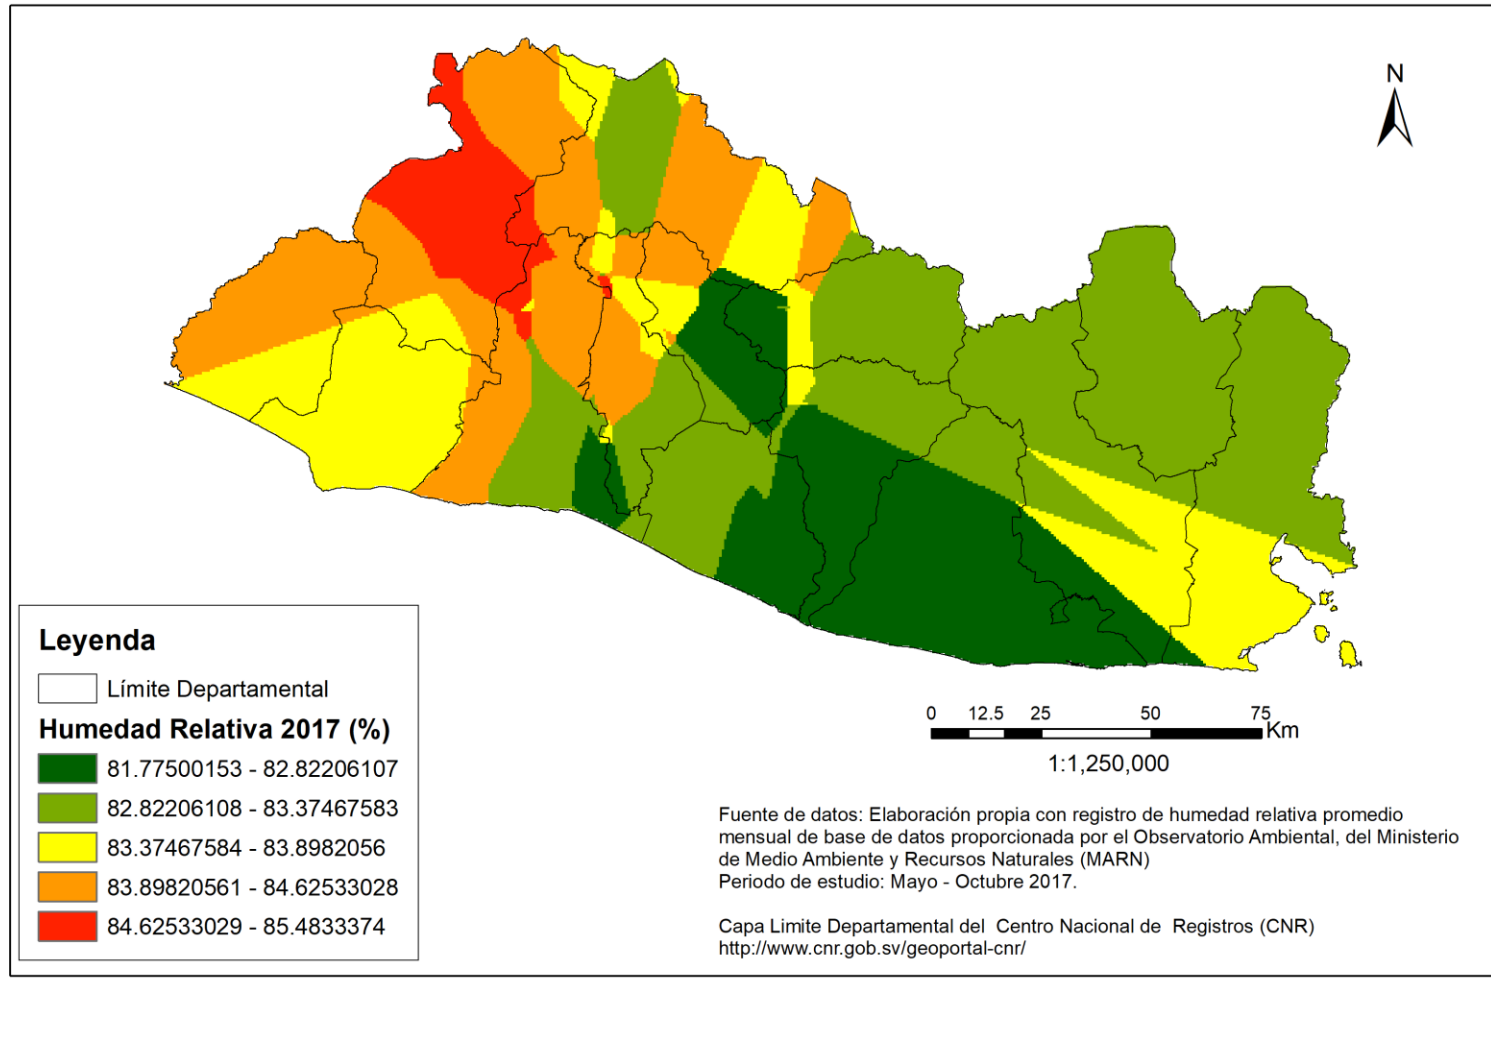 N
Leyenda
Límite Departamental
Humedad Relativa 2017 (%)
81.77500153 - 82.82206107
82.82206108 - 83.37467583
83.37467584 - 83.8982056
83.89820561 - 84.62533028
84.62533029 - 85.4833374
0 12.5 25 50 75
Km
1:1,250,000
Fuente de datos: Elaboración propia con registro de humedad relativa promedio
mensual de base de datos proporcionada por el Observatorio Ambiental, del Ministerio
de Medio Ambiente y Recursos Naturales (MARN)
Periodo de estudio: Mayo - Octubre 2017.
Capa Limite Departamental del Centro Nacional de Registros (CNR)
http://www.cnr.gob.sv/geoportal-cnr/